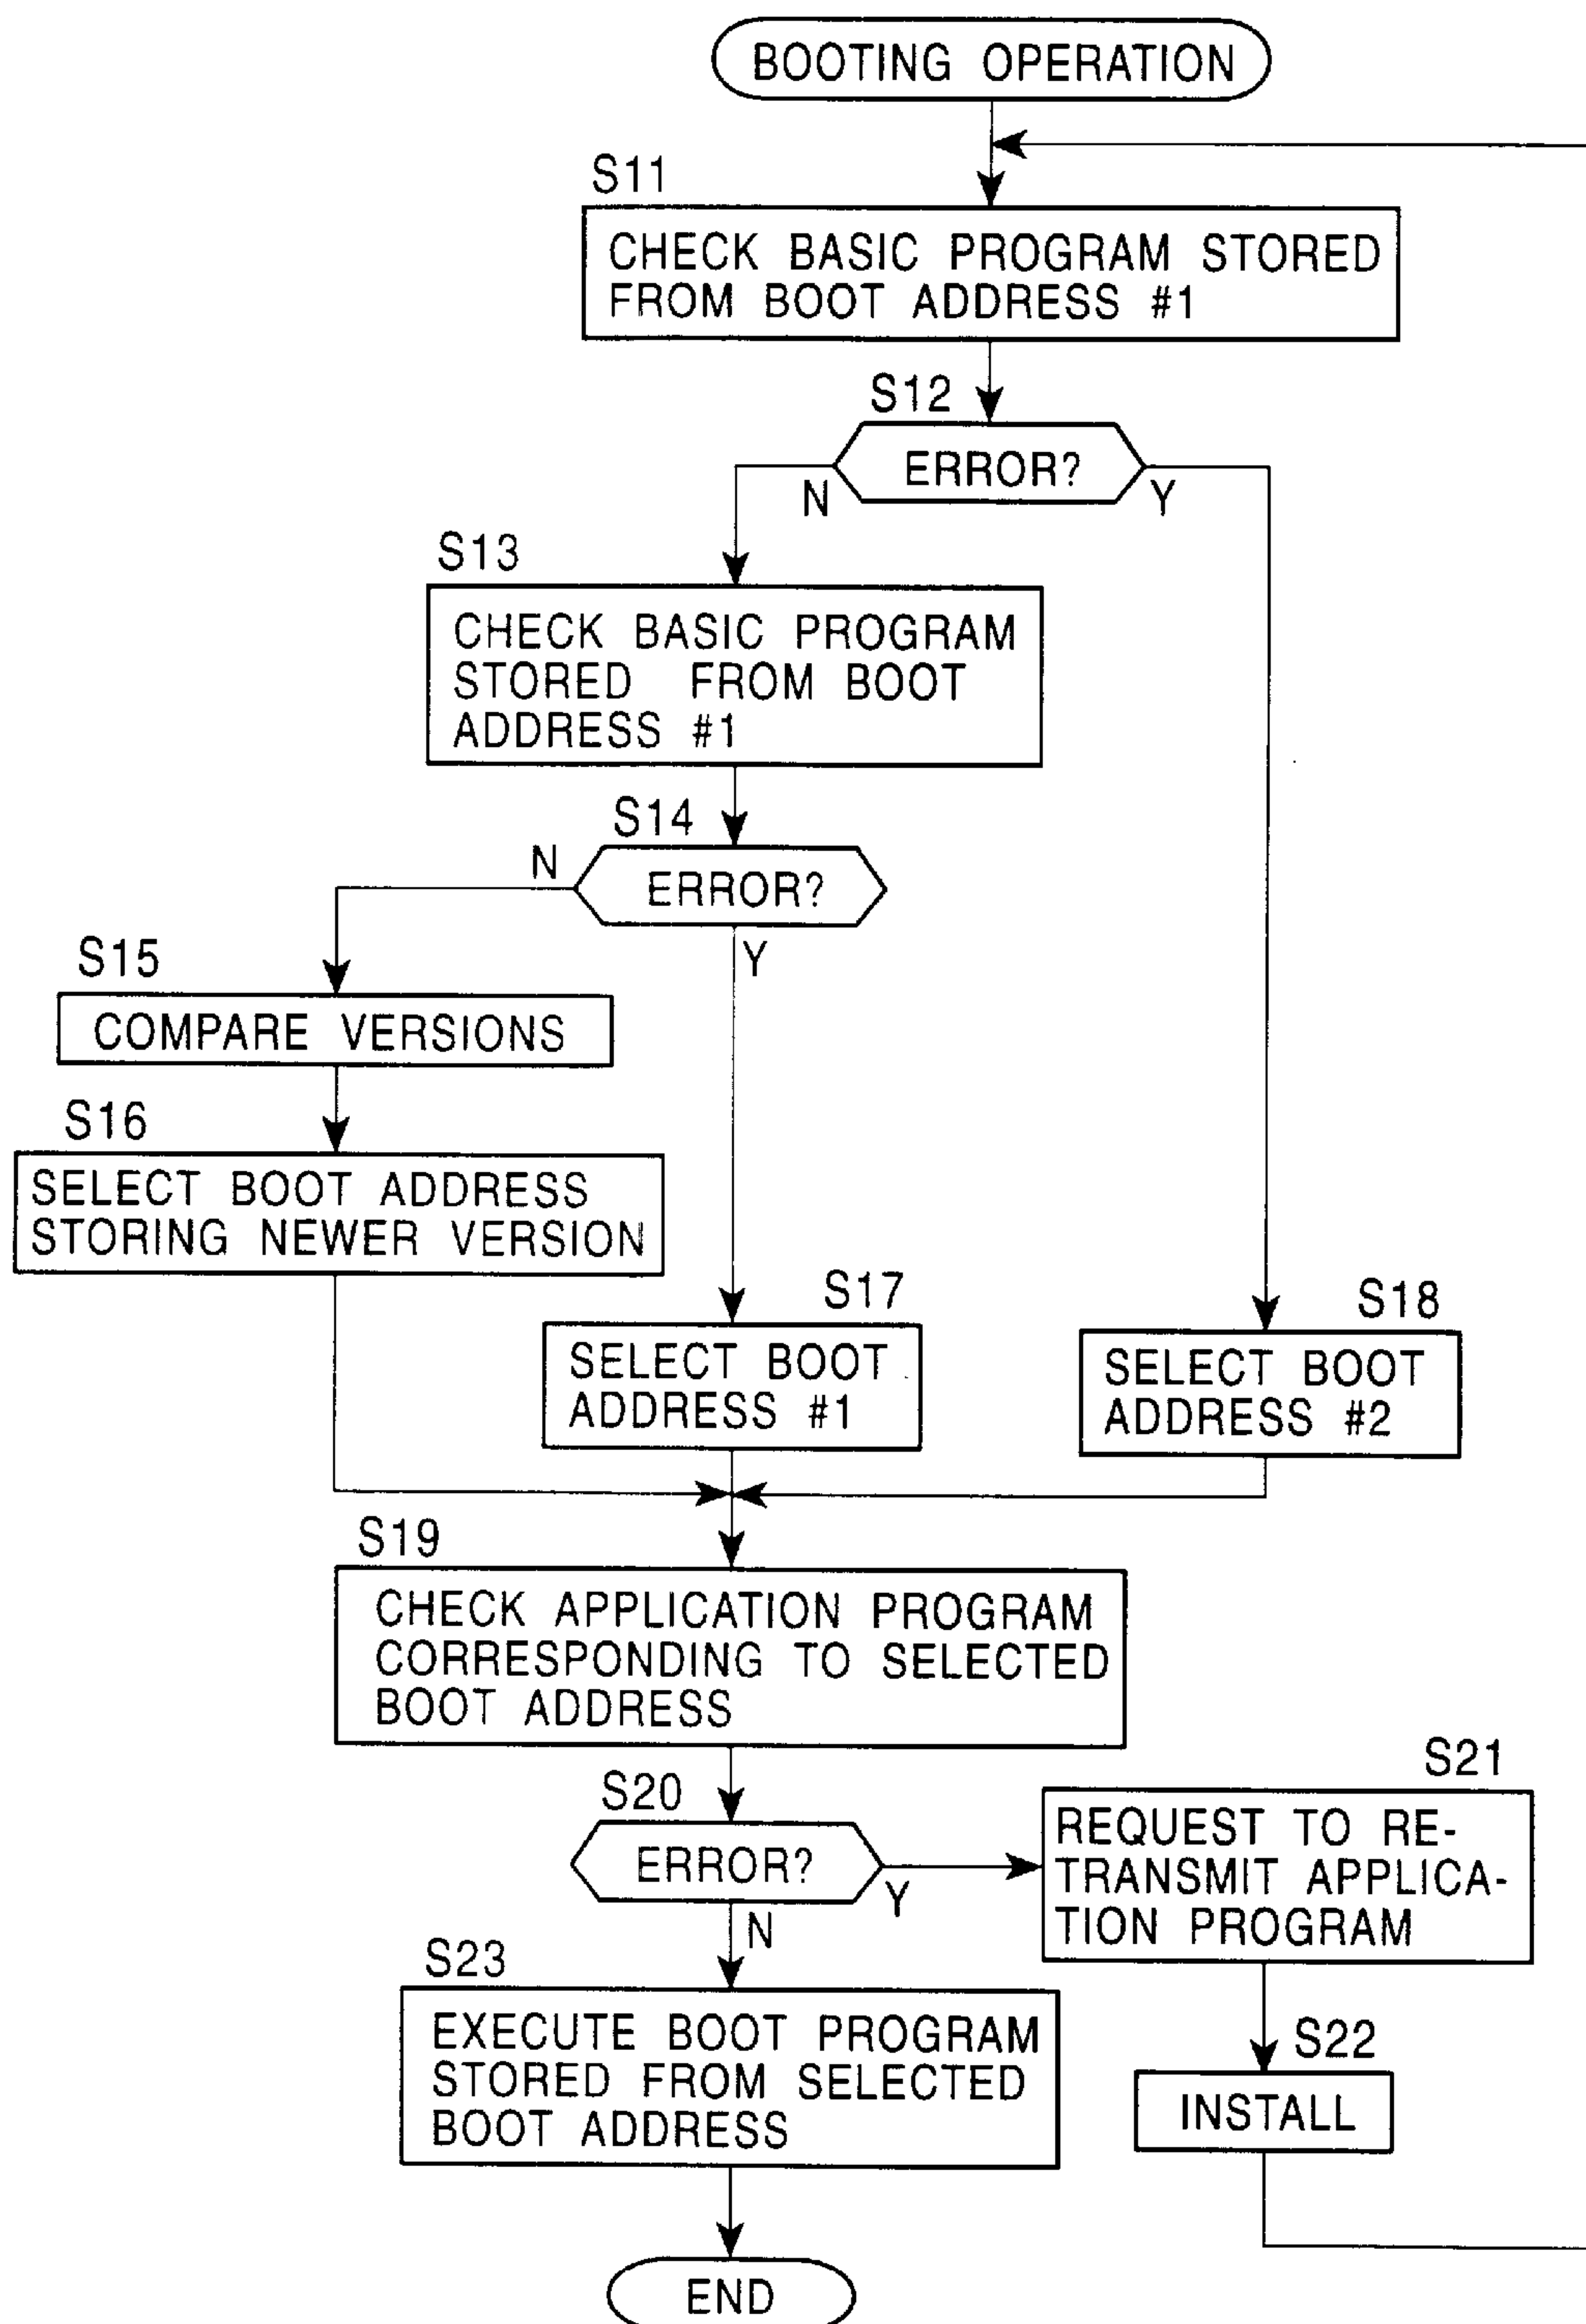 BOOTING OPERATION
S11
CHECK BASIC PROGRAM STORED
FROM BOOT ADDRESS #1
S12
ERROR?
N
Y
S13
CHECK BASIC PROGRAM
STORED FROM BOOT
ADDRESS #1
S14
N
ERROR?
Y
S15
COMPARE VERSIONS
S16
SELECT BOOT ADDRESS
STORING NEWER VERSION
S17
SELECT BOOT
ADDRESS #1
S18
SELECT BOOT
ADDRESS #2
S19
CHECK APPLICATION PROGRAM
CORRESPONDING TO SELECTED
BOOT ADDRESS
S20
ERROR?
Y
N
S21
REQUEST TO RE-
TRANSMIT APPLICA-
TION PROGRAM
S22
INSTALL
S23
EXECUTE BOOT PROGRAM
STORED FROM SELECTED
BOOT ADDRESS
END